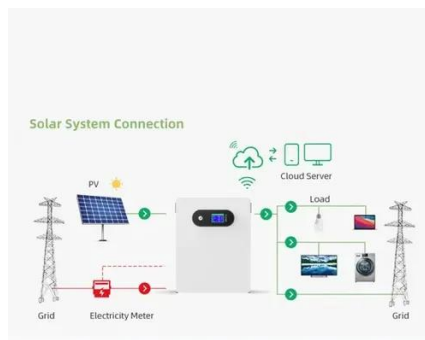 Solar System Connection
PV
Cloud Server
Load
Grid
Electricity Meter
Grid